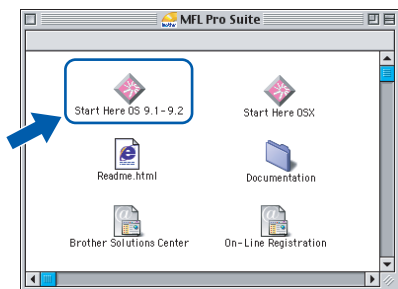 MFL Pro Suite
Start Here OS 9.1-9.2
Start Here OSX
Readme.html
Documentation
Brother Solutions Center
On-Line Registration